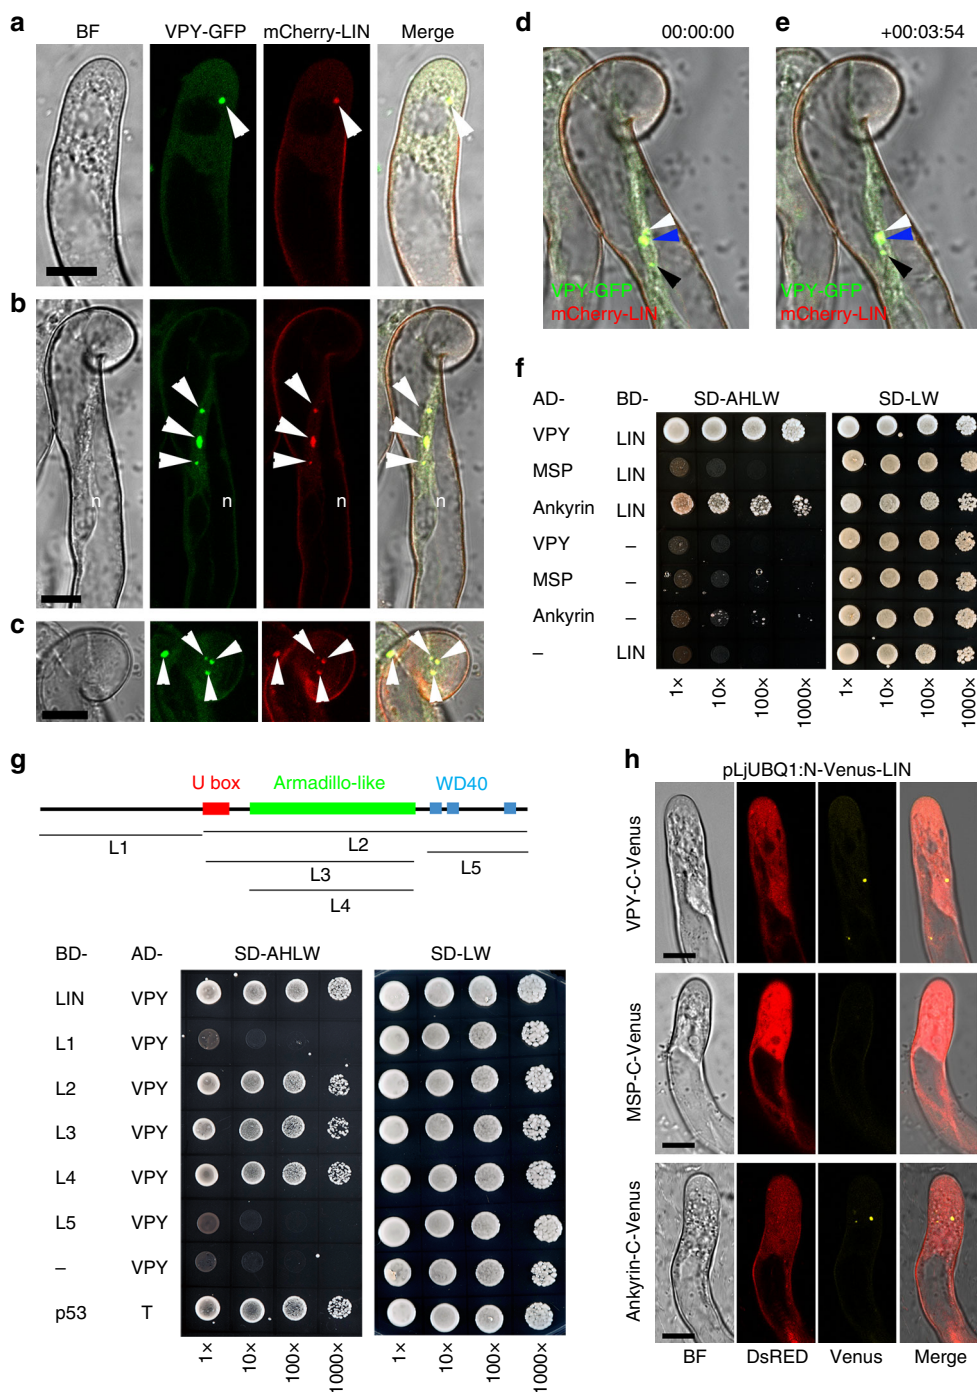 a
BF VPY-GFP mCherry-LIN Merge
b
n n
c
d 00:00:00
VPY-GFP
mCherry-LIN
e +00:03:54
VPY-GFP
mCherry-LIN
f
AD- BD- SD-AHLW SD-LW
VPY LIN
MSP LIN
Ankyrin LIN
VPY –
MSP –
Ankyrin –
– LIN
1× 10× 100× 1000× 1× 10× 100× 1000×
g
U box Armadillo-like WD40
L1 L2
L3 L5
L4
BD- AD- SD-AHLW SD-LW
LIN VPY
L1 VPY
L2 VPY
L3 VPY
L4 VPY
L5 VPY
– VPY
p53 T
1× 10× 100× 1000× 1× 10× 100× 1000×
h
pLjUBQ1:N-Venus-LIN
VPY-C-Venus
MSP-C-Venus
Ankyrin-C-Venus
BF DsRED Venus Merge